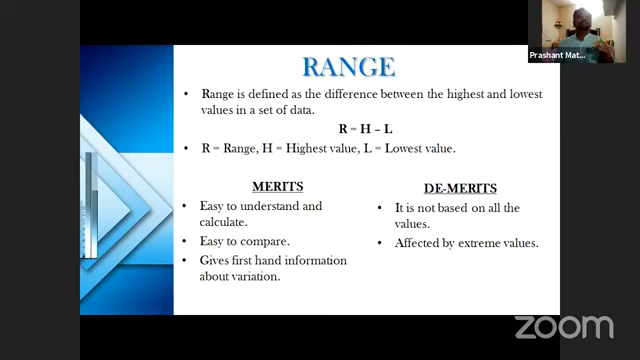 RANGE
• Range is defined as the difference between the highest and lowest
values in a set of data.
R = H – L
• R = Range, H = Highest value, L = Lowest value.
MERITS
• Easy to understand and
calculate.
• Easy to compare.
• Gives first hand information
about variation.
DE-MERITS
• It is not based on all the
values.
• Affected by extreme values.
Prashant Mat...
zoom